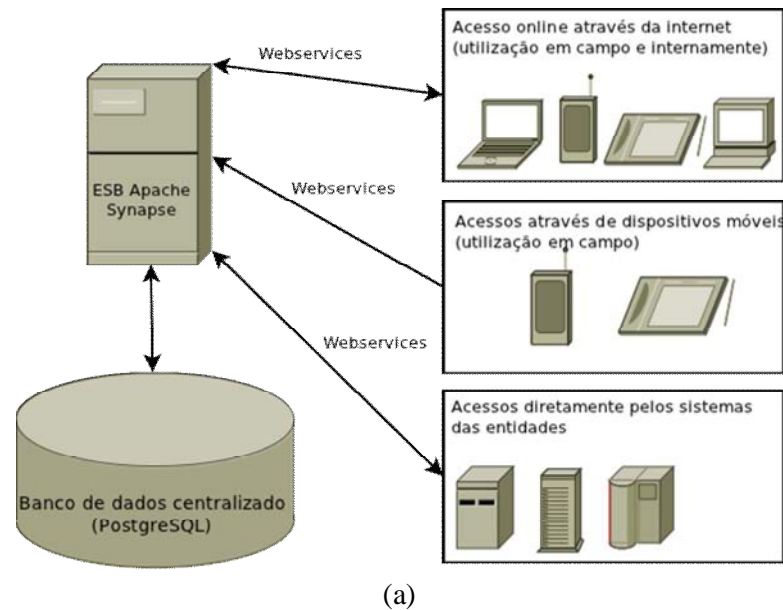 Webservices
Acesso online através da internet
(utilização em campo e internamente)
ESB Apache
Synapse
Webservices
Acessos através de dispositivos móveis
(utilização em campo)
Webservices
Acessos diretamente pelos sistemas
das entidades
Banco de dados centralizado
(PostgreSQL)
(a)